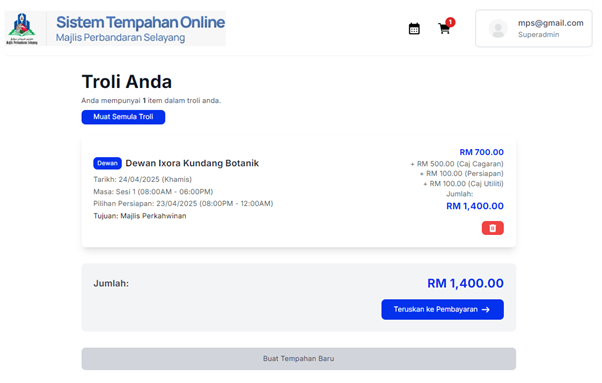 Sistem Tempahan Online
Majlis Perbandaran Selayang
Majlis Perbandaran Selayang
1
mps@gmail.com
Superadmin
Troli Anda
Anda mempunyai 1 item dalam troli anda.
Muat Semula Troli
Dewan Dewan Ixora Kundang Botanik
Tarikh: 24/04/2025 (Khamis)
Masa: Sesi 1 (08:00AM - 06:00PM)
Pilihan Persiapan: 23/04/2025 (08:00PM - 12:00AM)
Tujuan: Majlis Perkahwinan
RM 700.00
+ RM 500.00 (Caj Cagaran)
+ RM 100.00 (Persiapan)
+ RM 100.00 (Caj Utiliti)
Jumlah:
RM 1,400.00
Jumlah: RM 1,400.00
Teruskan ke Pembayaran →
Buat Tempahan Baru